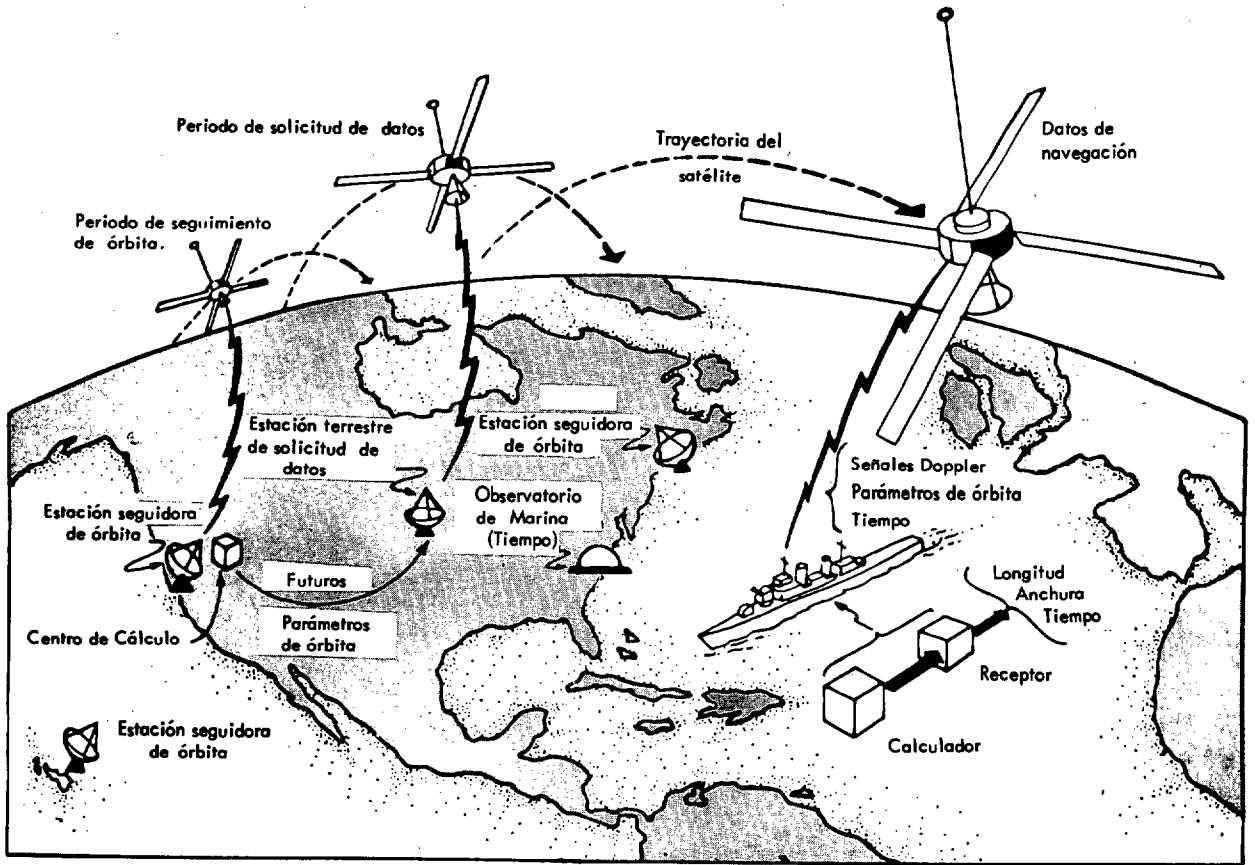 Periodo de solicitud de datos
Trayectoria del
satélite
Datos de
navegación
Periodo de seguimiento
de órbita.
Estación terrestre
de solicitud de
datos
Estación seguidora
de órbita
Señales Doppler
Parámetros de órbita
Tiempo
Estación seguidora
de órbita
Observatorio
de Marina
(Tiempo)
Futuros
Parámetros
de órbita
Centro de Cálculo
Longitud
Anchura
Tiempo
Receptor
Calculador
Estación seguidora
de órbita